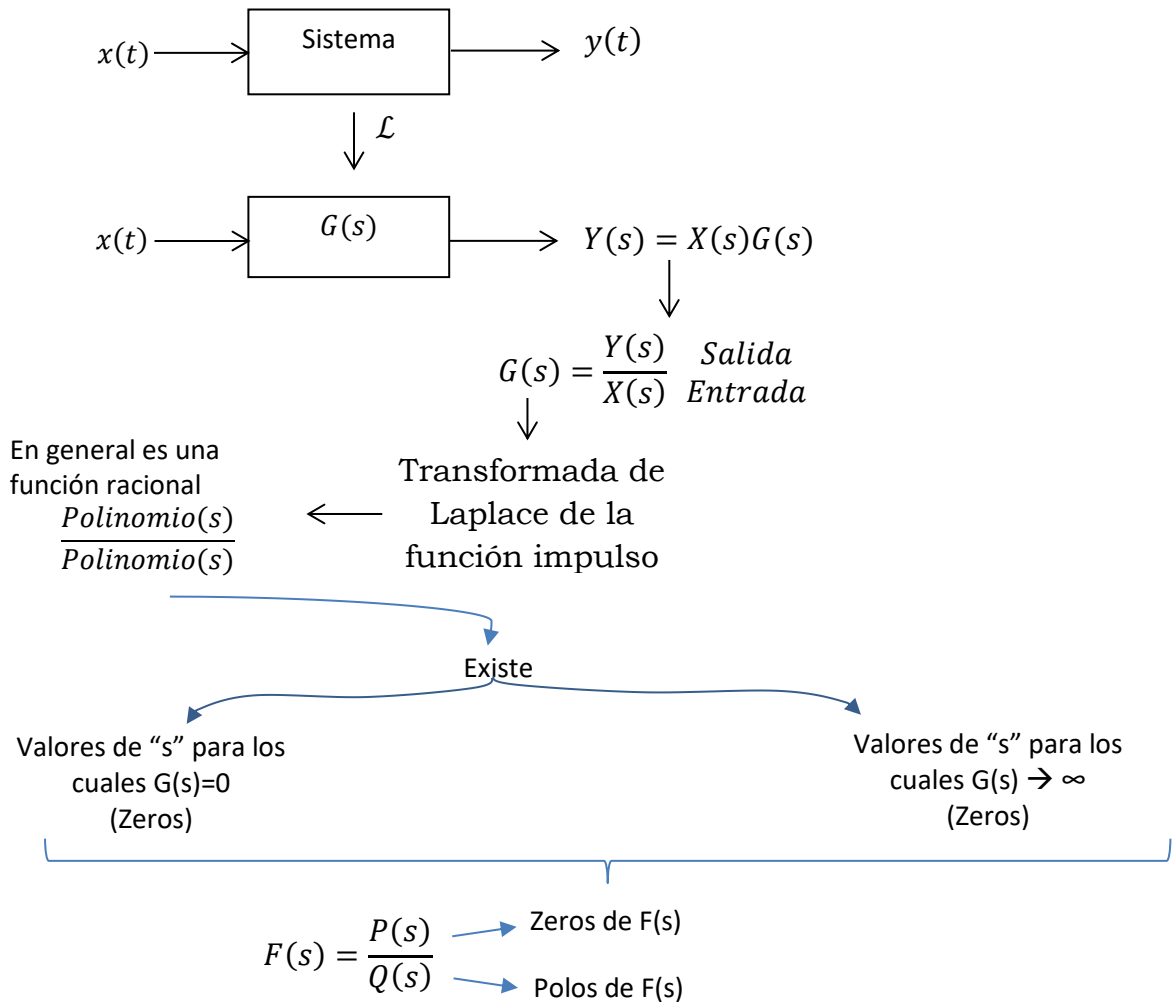 x(t) Sistema y(t)
ℒ
x(t) G(s) Y(s) = X(s)G(s)
G(s) = Y(s)/X(s) Salida
Entrada
En general es una
función racional
Polinomio(s)
Polinomio(s)
Transformada de
Laplace de la
función impulso
Existe
Valores de “s” para los
cuales G(s)=0
(Zeros)
Valores de “s” para los
cuales G(s) → ∞
(Zeros)
F(s) = P(s)/Q(s)
Zeros de F(s)
Polos de F(s)